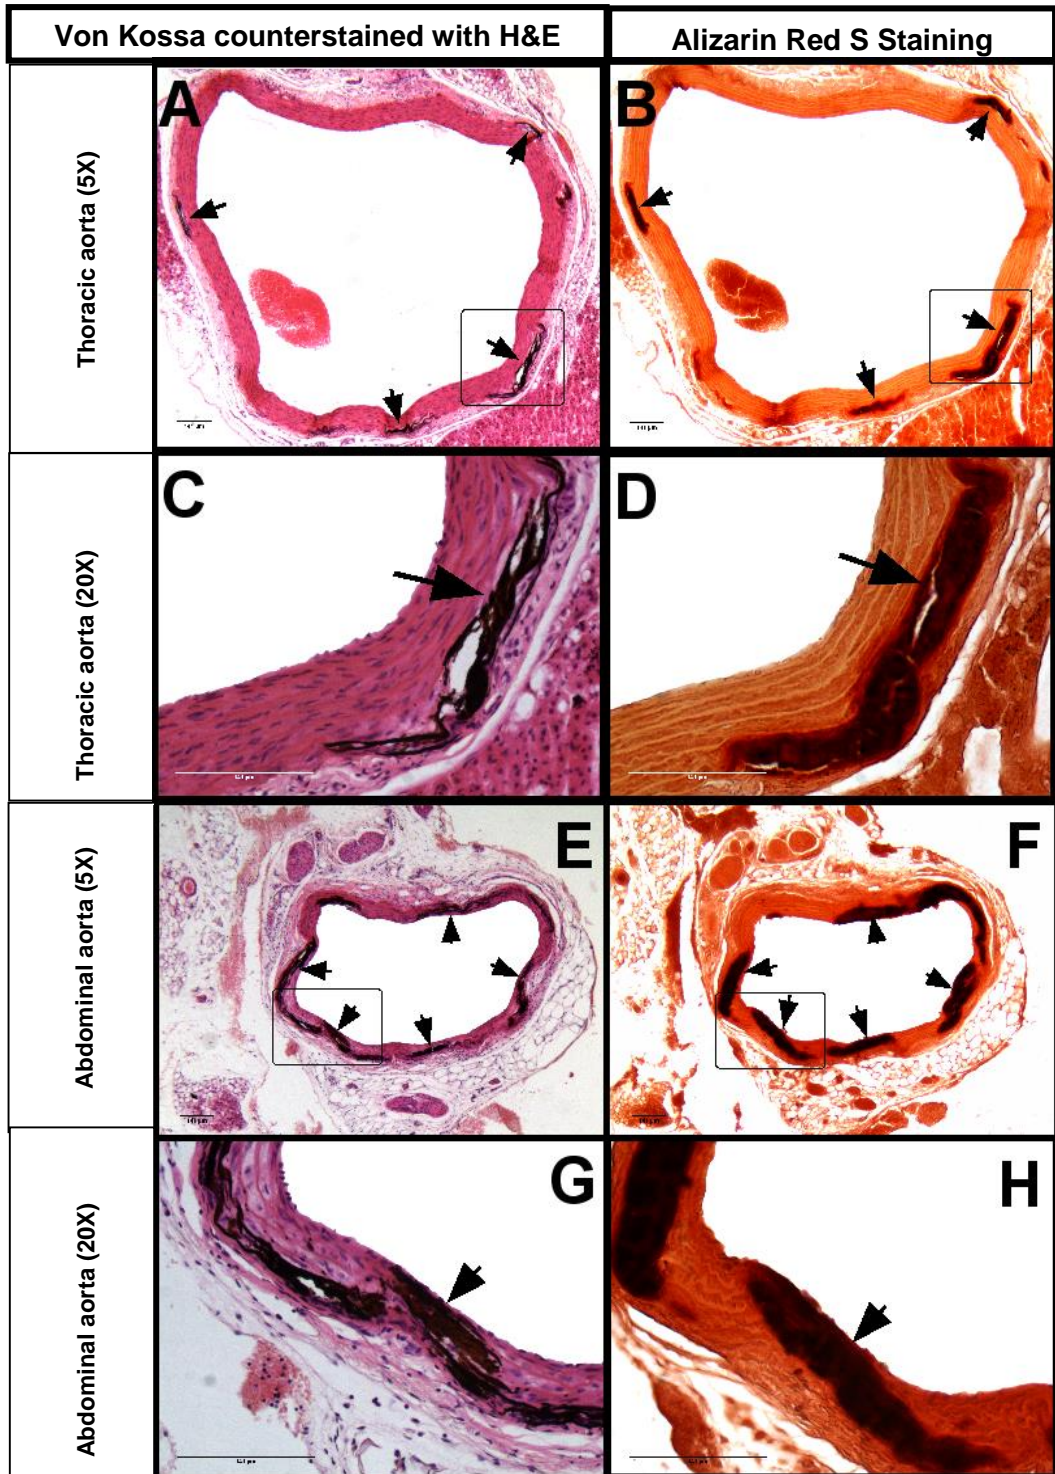 Von Kossa counterstained with H&E
Alizarin Red S Staining
Thoracic aorta (5X)
A
B
Thoracic aorta (20X)
C
D
Abdominal aorta (5X)
E
F
Abdominal aorta (20X)
G
H